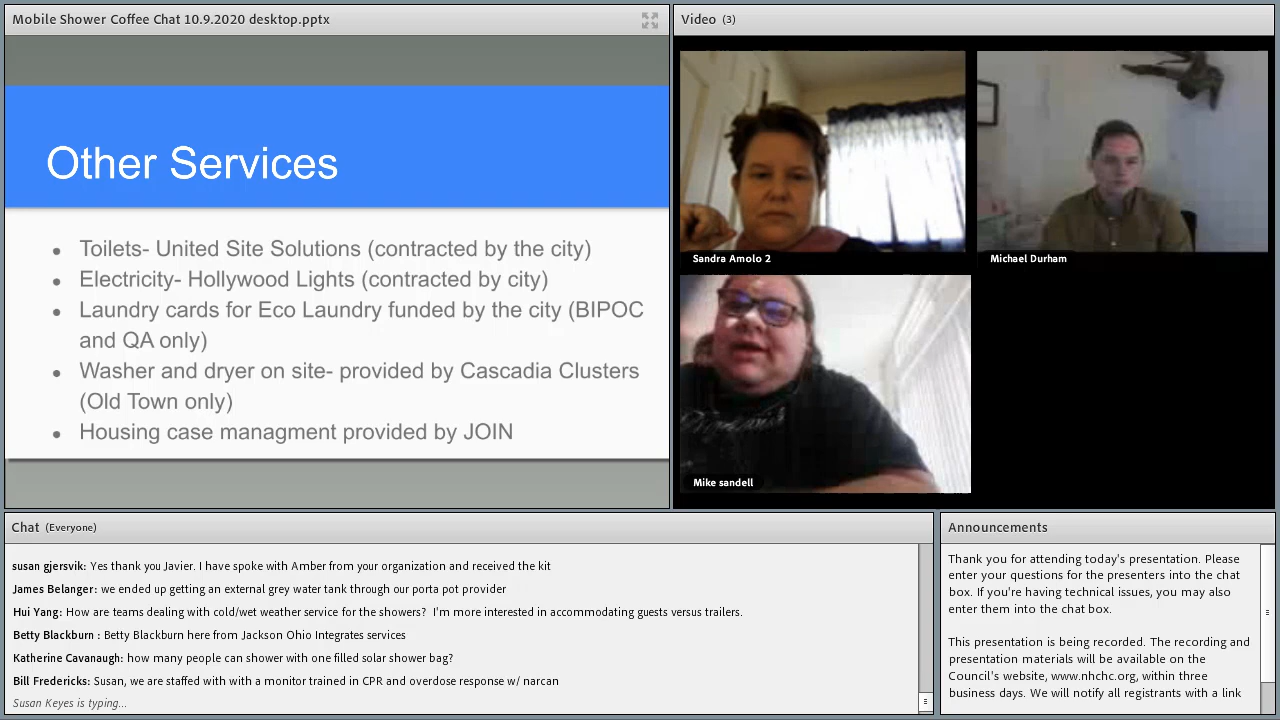 Mobile Shower Coffee Chat 10.9.2020 desktop.pptx
Other Services
Toilets- United Site Solutions (contracted by the city)
Electricity- Hollywood Lights (contracted by city)
Laundry cards for Eco Laundry funded by the city (BIPOC
and QA only)
Washer and dryer on site- provided by Cascadia Clusters
(Old Town only)
Housing case managment provided by JOIN
Video (3)
Sandra Amolo 2
Michael Durham
Mike sandell
Chat (Everyone)
susan gjersvik: Yes thank you Javier. I have spoke with Amber from your organization and received the kit
James Belanger: we ended up getting an external grey water tank through our porta pot provider
Hui Yang: How are teams dealing with cold/wet weather service for the showers? I'm more interested in accommodating guests versus trailers.
Betty Blackburn : Betty Blackburn here from Jackson Ohio Integrates services
Katherine Cavanaugh: how many people can shower with one filled solar shower bag?
Bill Fredericks: Susan, we are staffed with with a monitor trained in CPR and overdose response w/ narcan
Susan Keyes is typing...
Announcements
Thank you for attending today's presentation. Please
enter your questions for the presenters into the chat
box. If you're having technical issues, you may also
enter them into the chat box.
This presentation is being recorded. The recording and
presentation materials will be available on the
Council's website, www.nhchc.org, within three
business days. We will notify all registrants with a link